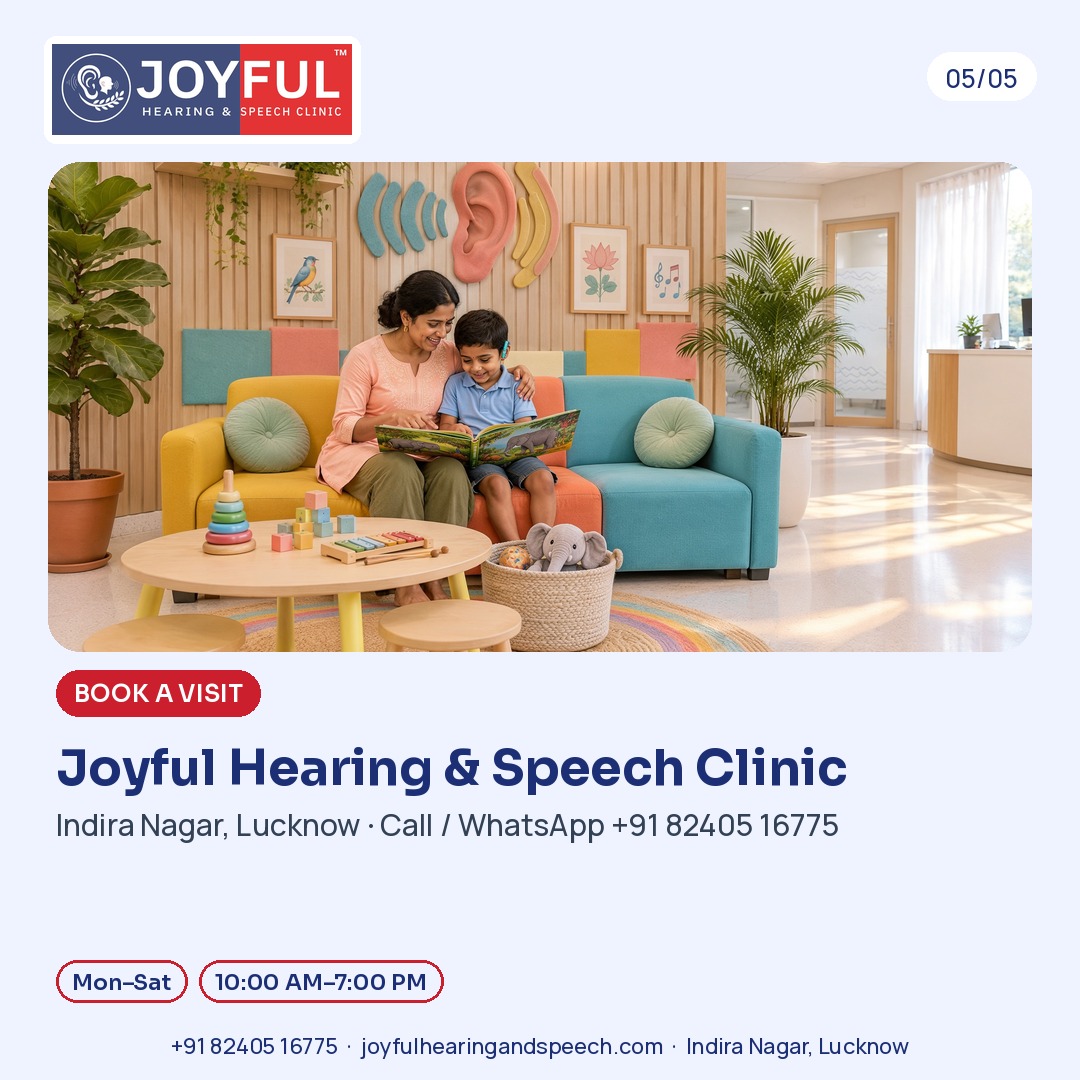 JOYFUL™
HEARING & SPEECH CLINIC
05/05
BOOK A VISIT
Joyful Hearing & Speech Clinic
Indira Nagar, Lucknow · Call / WhatsApp +91 82405 16775
Mon–Sat
10:00 AM–7:00 PM
+91 82405 16775 · joyfulhearingandspeech.com · Indira Nagar, Lucknow